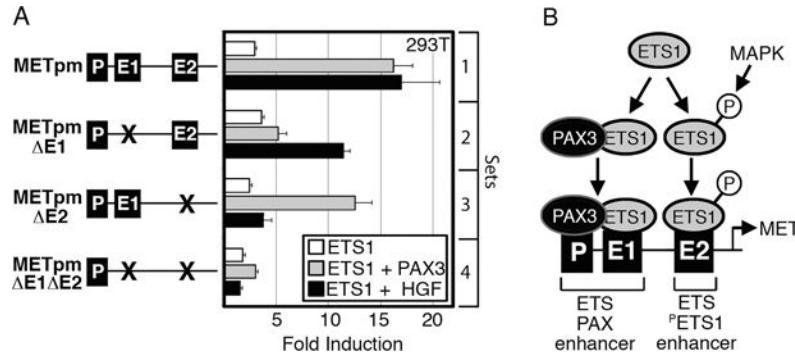 A
293T
METpm
P
E1
E2
1
METpm
ΔE1
P
X
E2
2
METpm
ΔE2
P
E1
X
3
METpm
ΔE1ΔE2
P
X
X
4
Sets
ETS1
ETS1 + PAX3
ETS1 + HGF
5
10
15
20
Fold Induction
B
ETS1
MAPK
P
PAX3
ETS1
ETS1
P
PAX3
ETS1
ETS1
P
E1
E2
MET
ETS
PAX
enhancer
ETS
ᴾETS1
enhancer